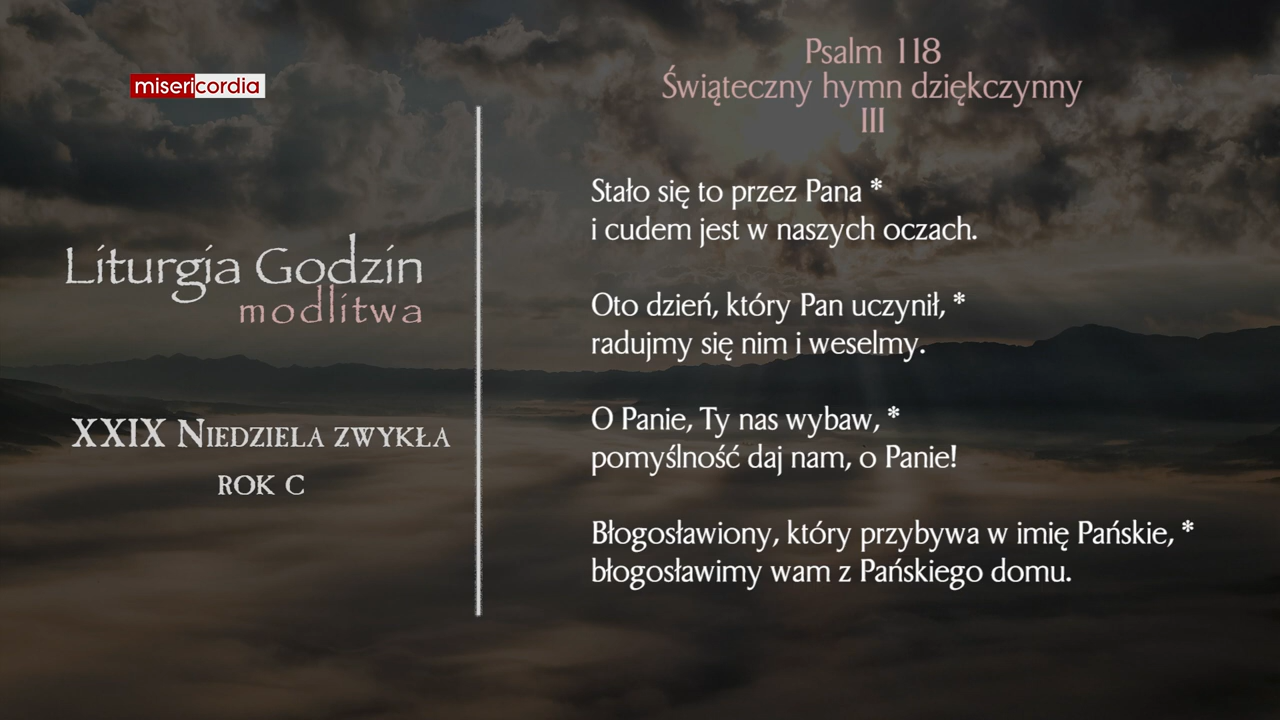 misericordia
Liturgia Godzin
modlitwa
XXIX Niedziela zwykła
rok C
Psalm 118
Świąteczny hymn dziękczynny
III
Stało się to przez Pana *
i cudem jest w naszych oczach.
Oto dzień, który Pan uczynił, *
radujmy się nim i weselmy.
O Panie, Ty nas wybaw, *
pomyślność daj nam, o Panie!
Błogosławiony, który przybywa w imię Pańskie, *
błogosławimy wam z Pańskiego domu.